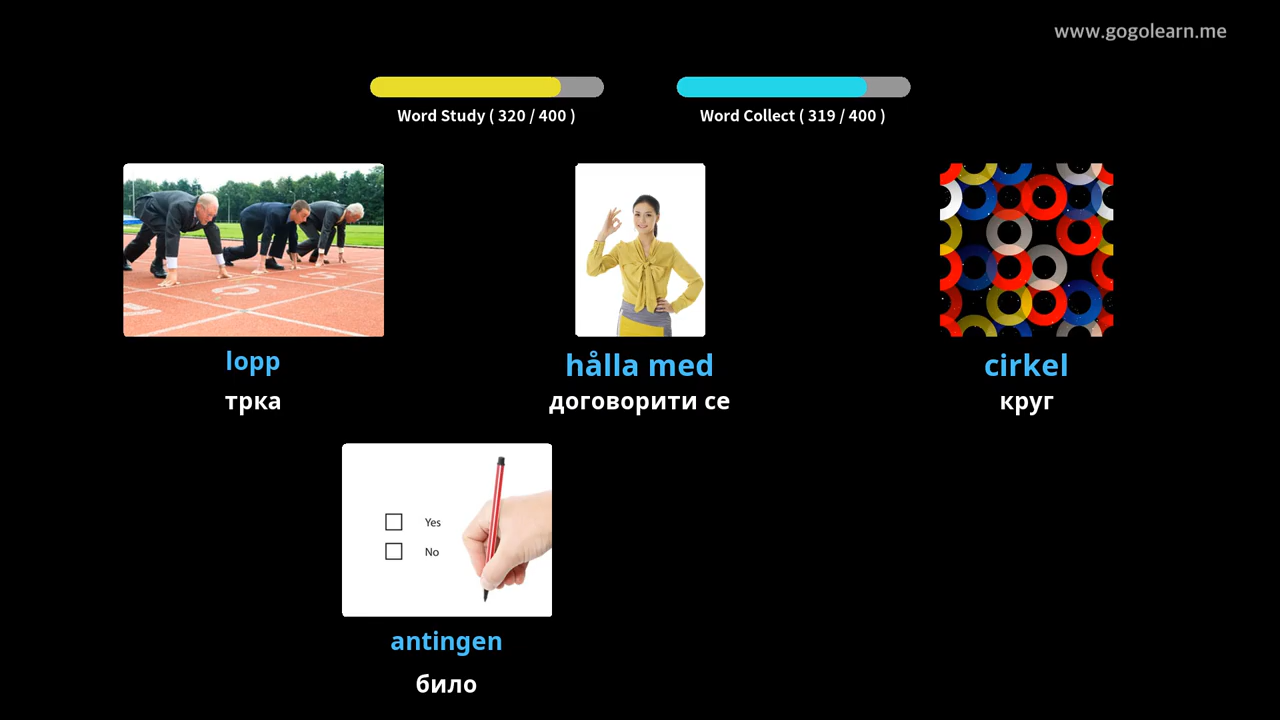 www.gogolearn.me
Word Study ( 320 / 400 )
Word Collect ( 319 / 400 )
lopp
трка
hålla med
договорити се
cirkel
круг
Yes
No
antingen
било